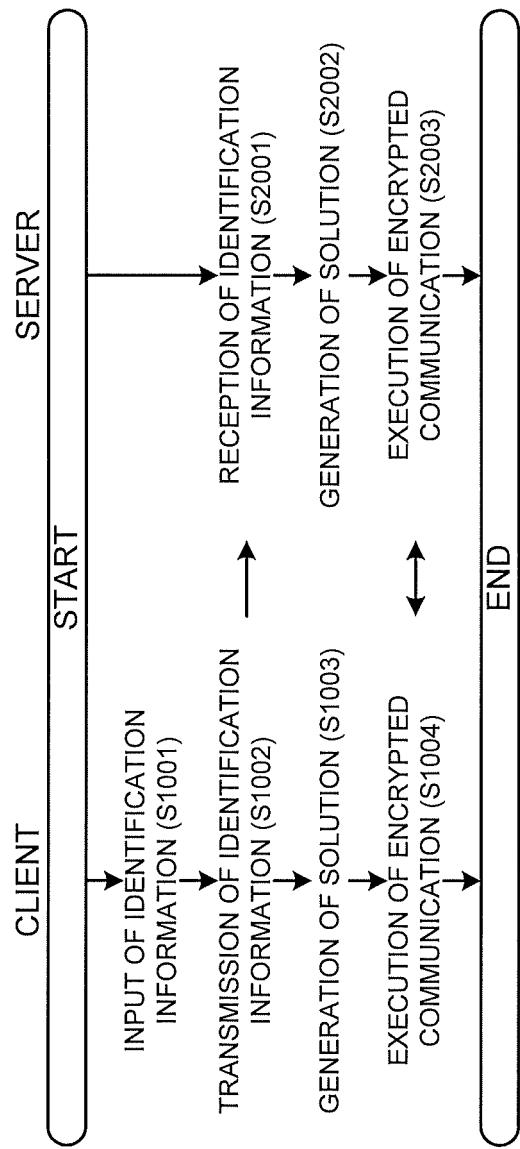 CLIENT
SERVER
START
INPUT OF IDENTIFICATION
INFORMATION (S1001)
TRANSMISSION OF IDENTIFICATION
INFORMATION (S1002)
RECEPTION OF IDENTIFICATION
INFORMATION (S2001)
GENERATION OF SOLUTION (S1003)
GENERATION OF SOLUTION (S2002)
EXECUTION OF ENCRYPTED
COMMUNICATION (S1004)
EXECUTION OF ENCRYPTED
COMMUNICATION (S2003)
END